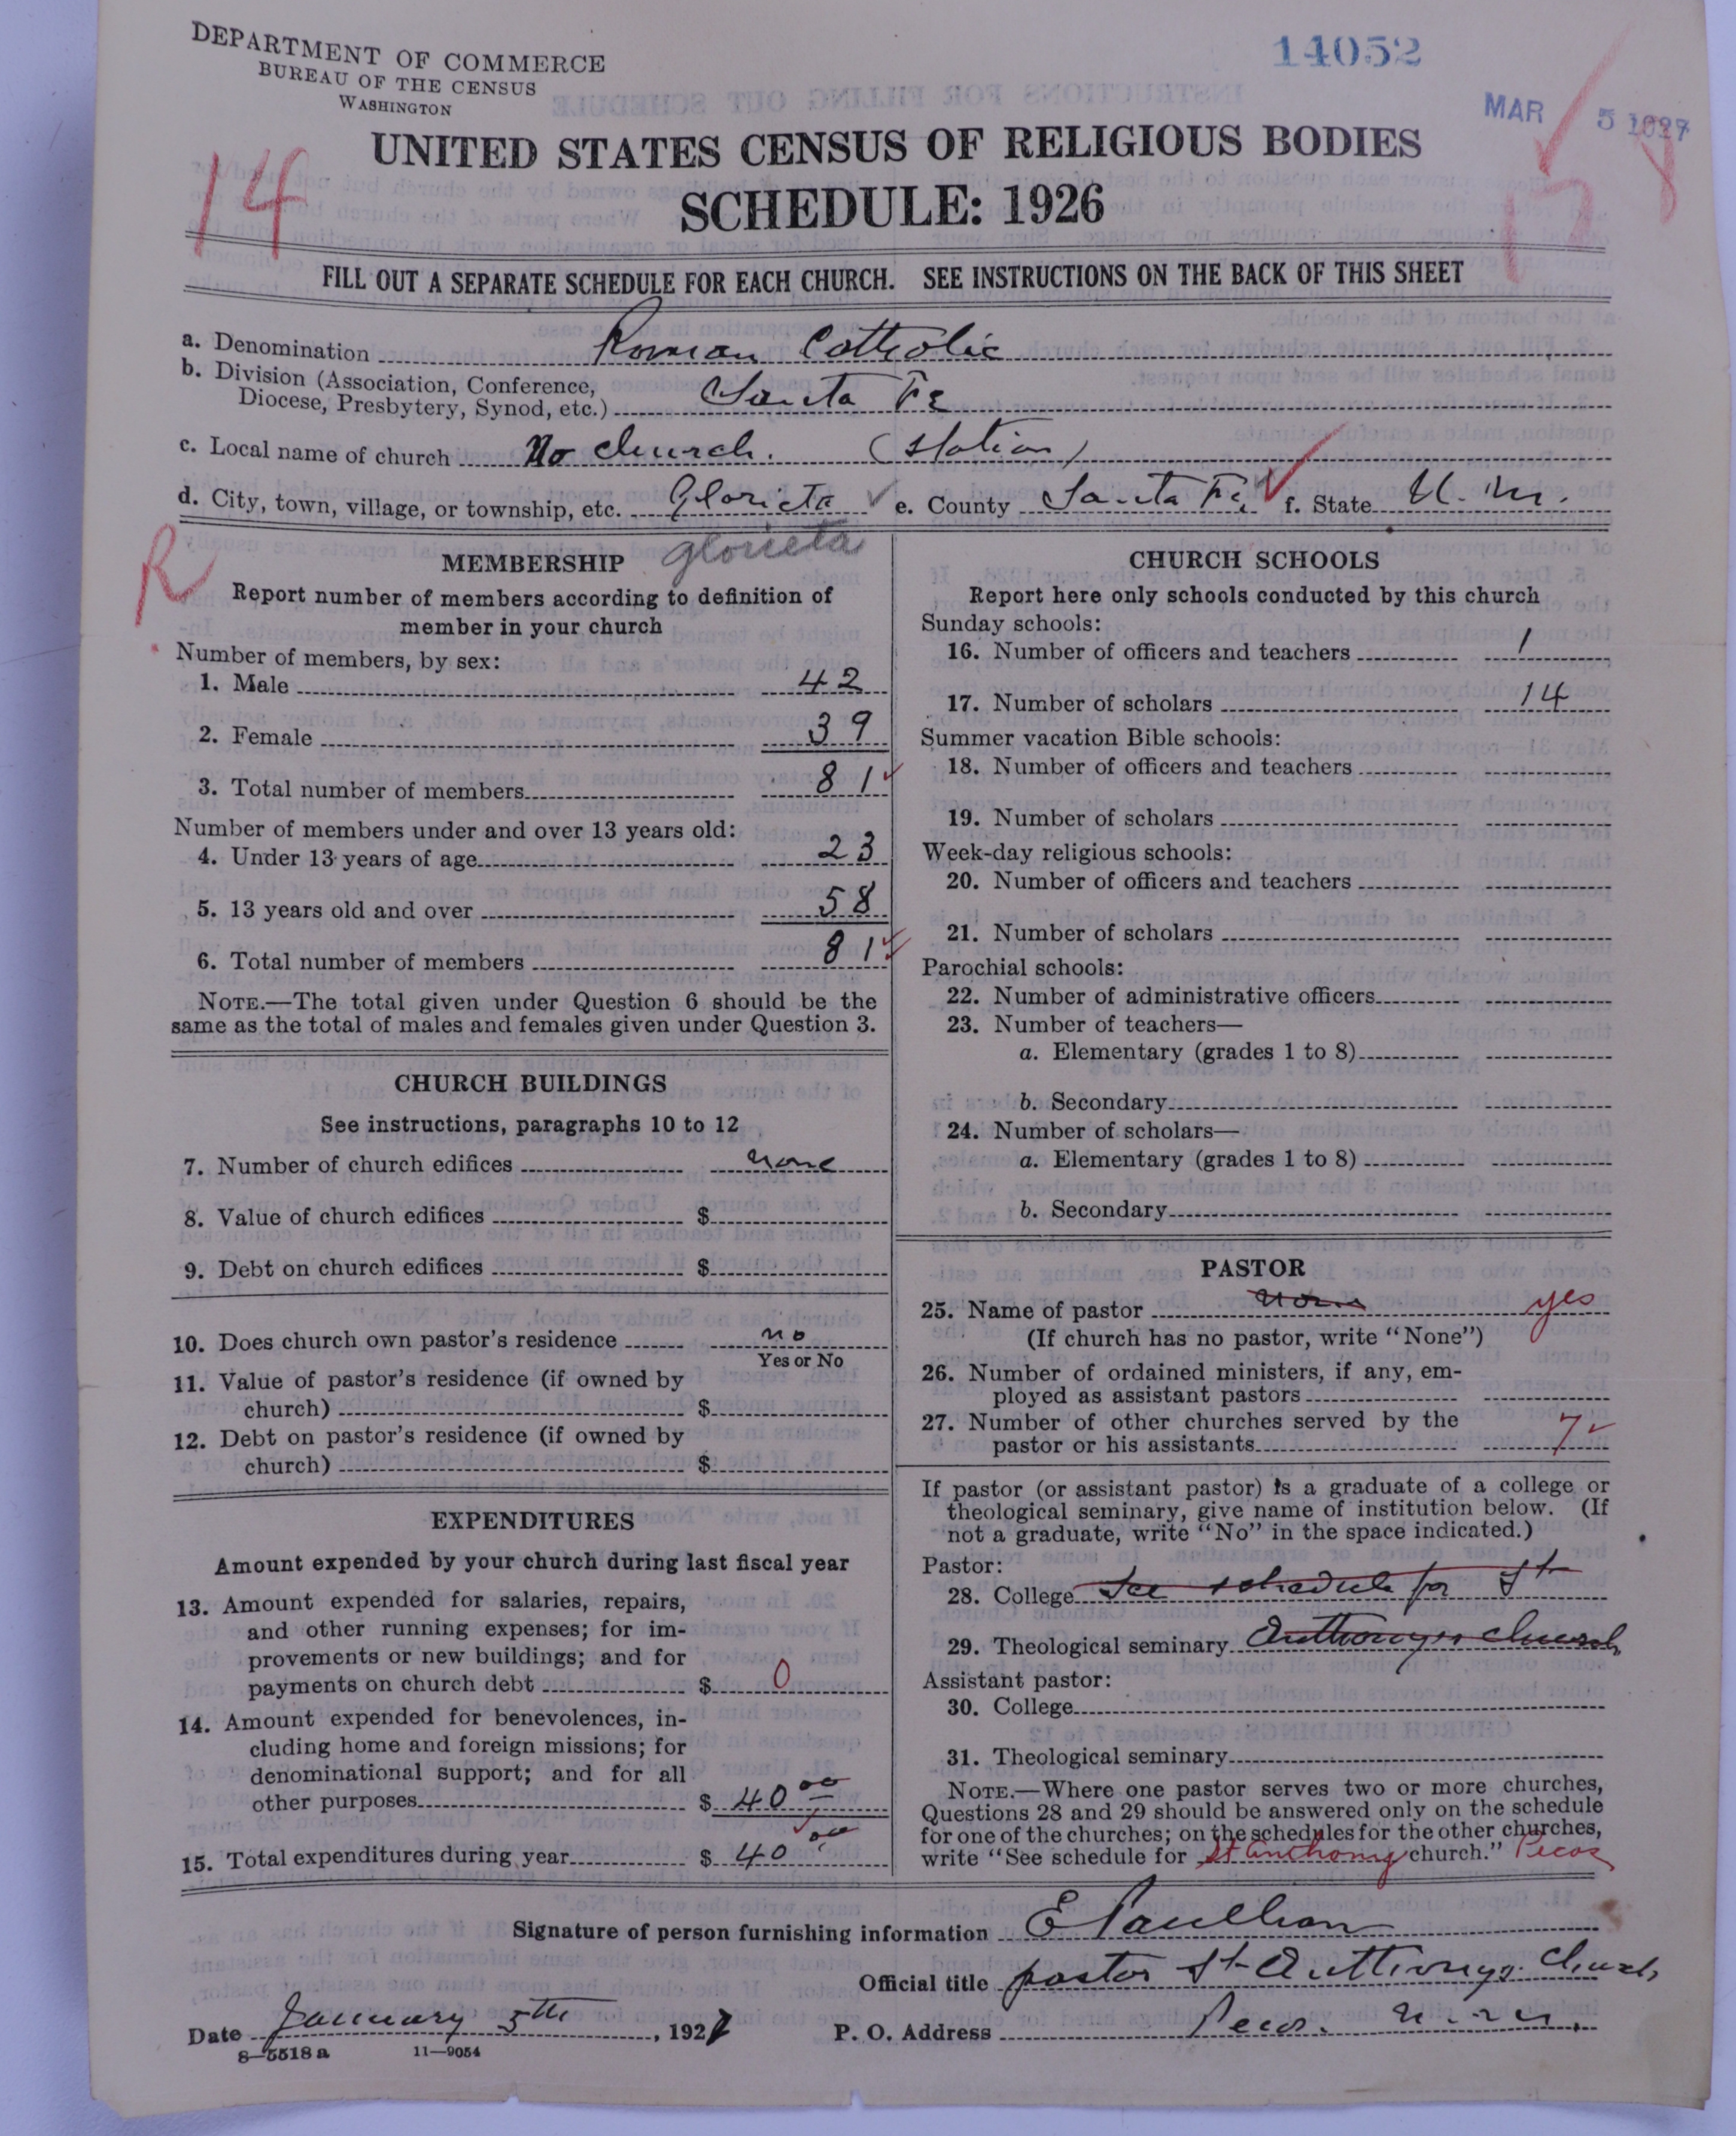 DEPARTMENT OF COMMERCE
BUREAU OF THE CENSUS
WASHINGTON
14052
MAR 5 1927
UNITED STATES CENSUS OF RELIGIOUS BODIES
SCHEDULE: 1926
14
FILL OUT A SEPARATE SCHEDULE FOR EACH CHURCH. SEE INSTRUCTIONS ON THE BACK OF THIS SHEET
a. Denomination Roman Catholic
b. Division (Association, Conference,
Diocese, Presbytery, Synod, etc.) Santa Fe
c. Local name of church No church. (Station)
d. City, town, village, or township, etc. Glorieta e. County Santa Fe f. State N. M.
R
MEMBERSHIP glorieta
Report number of members according to definition of
member in your church
Number of members, by sex:
1. Male 42
2. Female 39
3. Total number of members 81
Number of members under and over 13 years old:
4. Under 13 years of age 23
5. 13 years old and over 58
6. Total number of members 81
NOTE.—The total given under Question 6 should be the
same as the total of males and females given under Question 3.
CHURCH BUILDINGS
See instructions, paragraphs 10 to 12
7. Number of church edifices none
8. Value of church edifices $
9. Debt on church edifices $
10. Does church own pastor's residence no
Yes or No
11. Value of pastor's residence (if owned by
church) $
12. Debt on pastor's residence (if owned by
church) $
EXPENDITURES
Amount expended by your church during last fiscal year
13. Amount expended for salaries, repairs,
and other running expenses; for im-
provements or new buildings; and for
payments on church debt $ 0
14. Amount expended for benevolences, in-
cluding home and foreign missions; for
denominational support; and for all
other purposes $ 40 00
15. Total expenditures during year $ 40 00
CHURCH SCHOOLS
Report here only schools conducted by this church
Sunday schools:
16. Number of officers and teachers 1
17. Number of scholars 14
Summer vacation Bible schools:
18. Number of officers and teachers
19. Number of scholars
Week-day religious schools:
20. Number of officers and teachers
21. Number of scholars
Parochial schools:
22. Number of administrative officers
23. Number of teachers—
a. Elementary (grades 1 to 8)
b. Secondary
24. Number of scholars—
a. Elementary (grades 1 to 8)
b. Secondary
PASTOR
25. Name of pastor None yes
(If church has no pastor, write "None")
26. Number of ordained ministers, if any, em-
ployed as assistant pastors
27. Number of other churches served by the
pastor or his assistants 7
If pastor (or assistant pastor) is a graduate of a college or
theological seminary, give name of institution below. (If
not a graduate, write "No" in the space indicated.)
Pastor:
28. College See schedule for St
29. Theological seminary Anthonys church
Assistant pastor:
30. College
31. Theological seminary
NOTE.—Where one pastor serves two or more churches,
Questions 28 and 29 should be answered only on the schedule
for one of the churches; on the schedules for the other churches,
write "See schedule for St Anthony church." Pecos
Signature of person furnishing information E Paulhan
Official title pastor St Anthonys Church
Date January 5th, 1927 P. O. Address Pecos. N. M.
8—5518a 11—9054